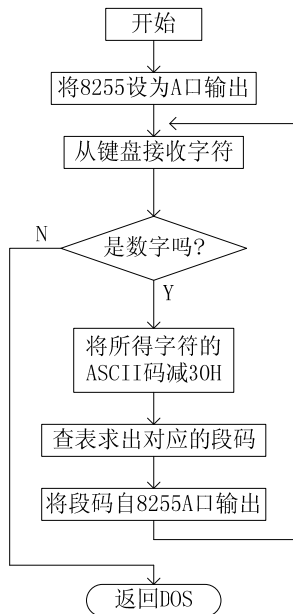 开始
将8255设为A口输出
从键盘接收字符
N
是数字吗?
Y
将所得字符的
ASCII码减30H
查表求出对应的段码
将段码自8255A口输出
返回DOS